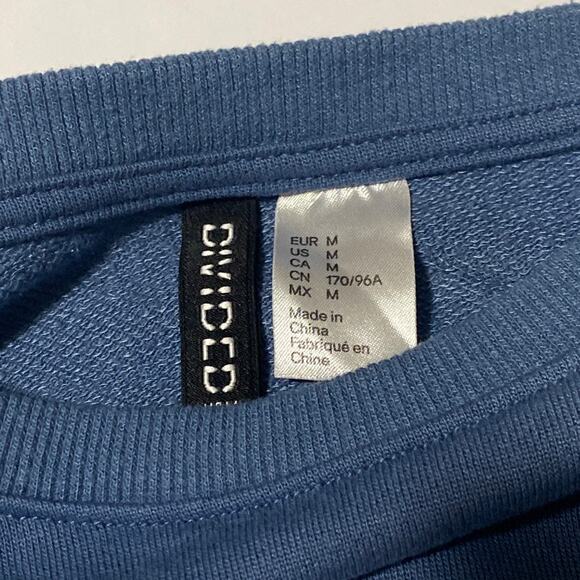 DIVIDED
EUR M
US M
CA M
CN 170/96A
MX M
Made in
China
Fabriqué en
Chine